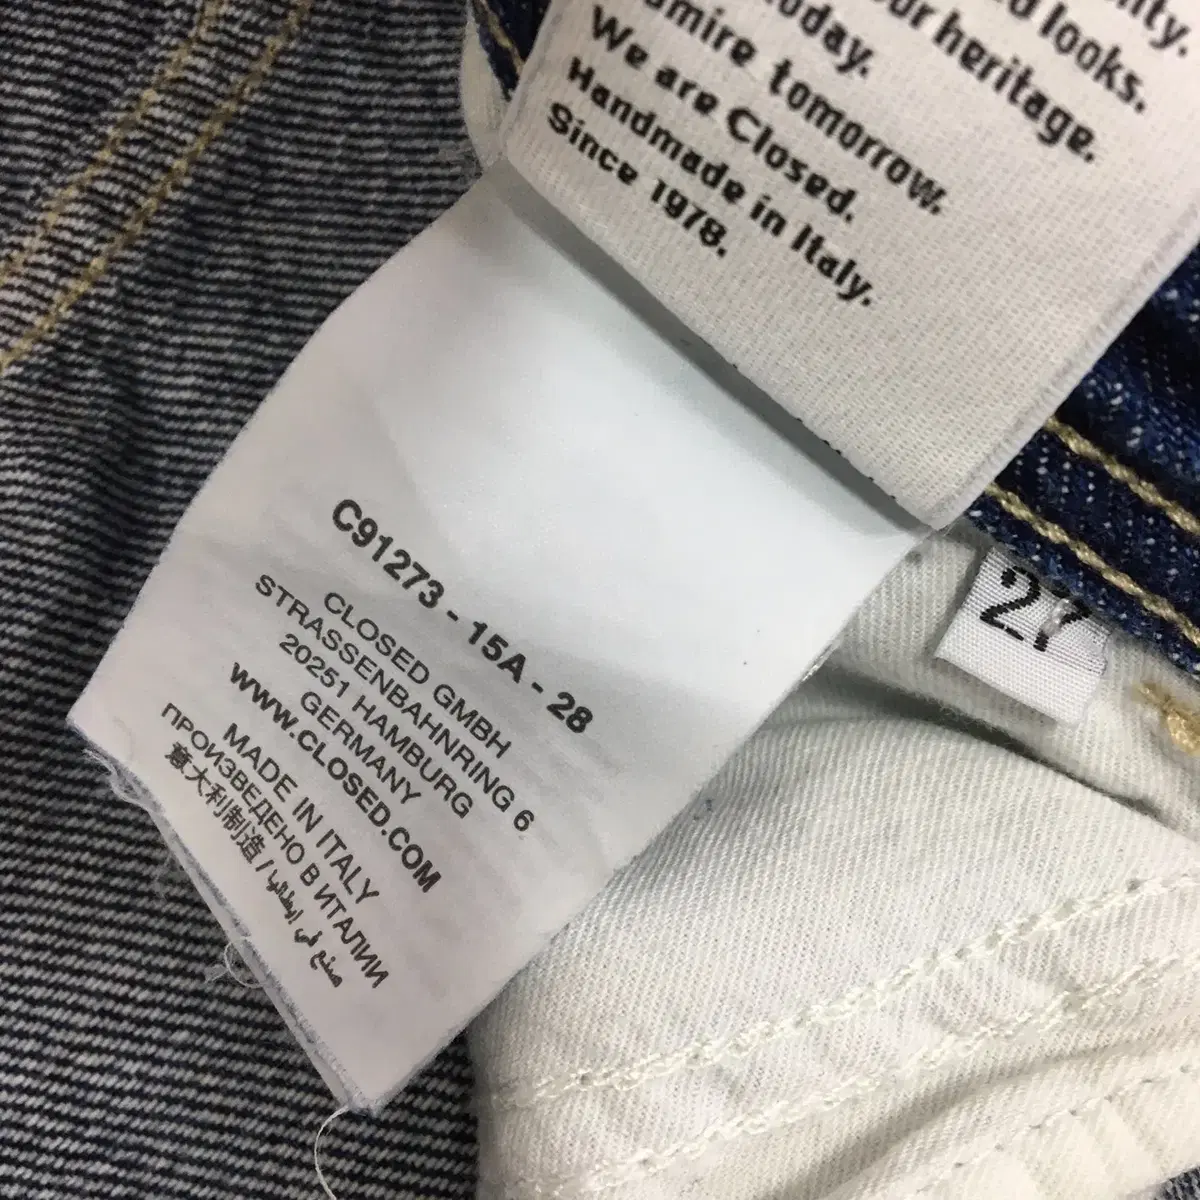 looks.
our heritage.
today.
tomorrow.
We are Closed.
Handmade in Italy.
Since 1978.
C91273 - 15A - 28
CLOSED GMBH
STRASSENBAHNRING 6
20251 HAMBURG
GERMANY
WWW.CLOSED.COM
MADE IN ITALY
ПРОИЗВЕДЕНО В ИТАЛИИ
意大利制造 / صنع في إيطاليا
27